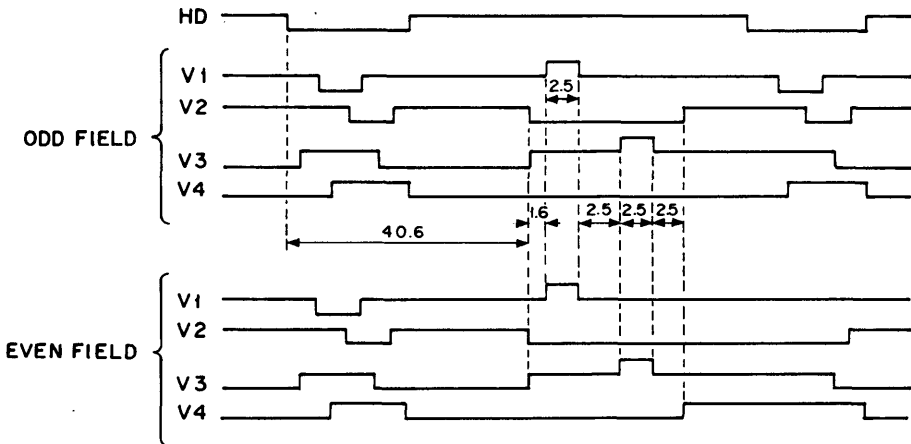 HD
V1
2.5
V2
ODD FIELD
V3
V4
1.6 2.5 2.5 2.5
40.6
V1
V2
EVEN FIELD
V3
V4